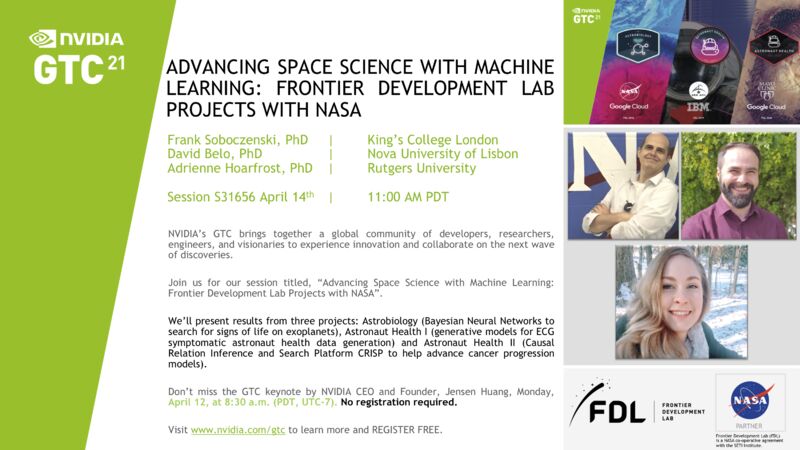 NVIDIA
GTC 21
ADVANCING SPACE SCIENCE WITH MACHINE
LEARNING: FRONTIER DEVELOPMENT LAB
PROJECTS WITH NASA
Frank Soboczenski, PhD | King's College London
David Belo, PhD | Nova University of Lisbon
Adrienne Hoarfrost, PhD | Rutgers University
Session S31656 April 14th | 11:00 AM PDT
NVIDIA's GTC brings together a global community of developers, researchers,
engineers, and visionaries to experience innovation and collaborate on the next wave
of discoveries.
Join us for our session titled, "Advancing Space Science with Machine Learning:
Frontier Development Lab Projects with NASA".
We'll present results from three projects: Astrobiology (Bayesian Neural Networks to
search for signs of life on exoplanets), Astronaut Health I (generative models for ECG
symptomatic astronaut health data generation) and Astronaut Health II (Causal
Relation Inference and Search Platform CRISP to help advance cancer progression
models).
Don't miss the GTC keynote by NVIDIA CEO and Founder, Jensen Huang, Monday,
April 12, at 8:30 a.m. (PDT, UTC-7). No registration required.
Visit www.nvidia.com/gtc to learn more and REGISTER FREE.
NVIDIA
GTC 21
ASTROBIOLOGY
ASTRONAUT HEALTH
ASTRONAUT HEALTH
NASA
Google Cloud
IBM
MAYO
CLINIC
Google Cloud
FDL
FRONTIER
DEVELOPMENT
LAB
NASA
PARTNER
Frontier Development Lab (FDL)
is a NASA co-operative agreement
with the SETI Institute.